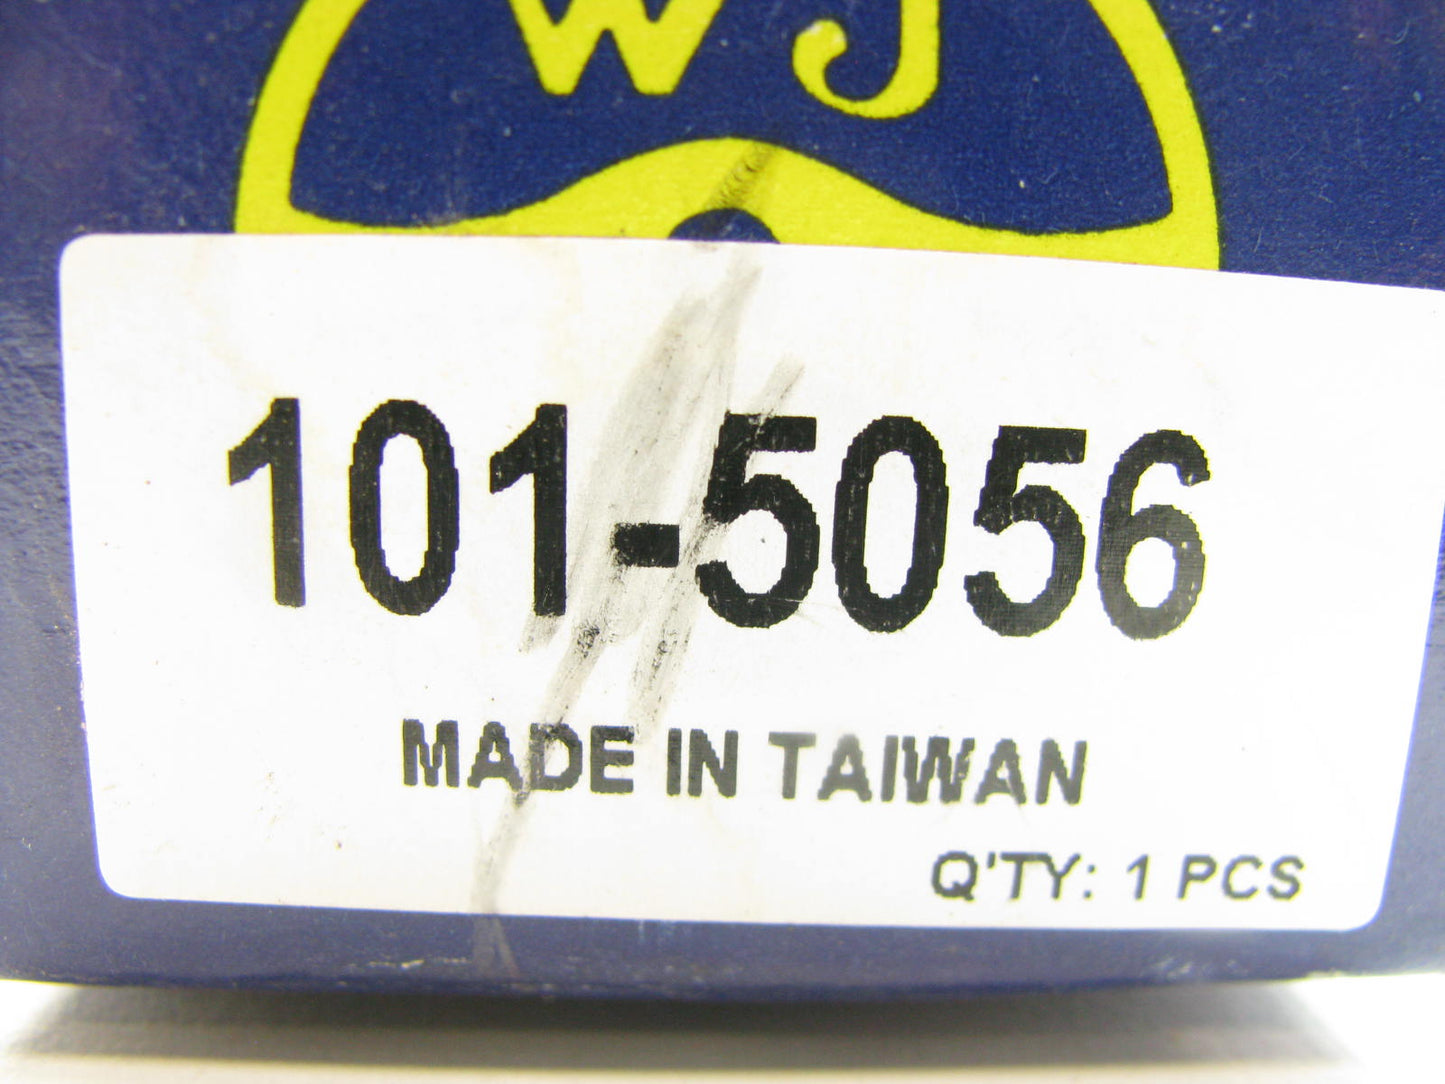 WJ
101-5056
MADE IN TAIWAN
Q'TY: 1 PCS